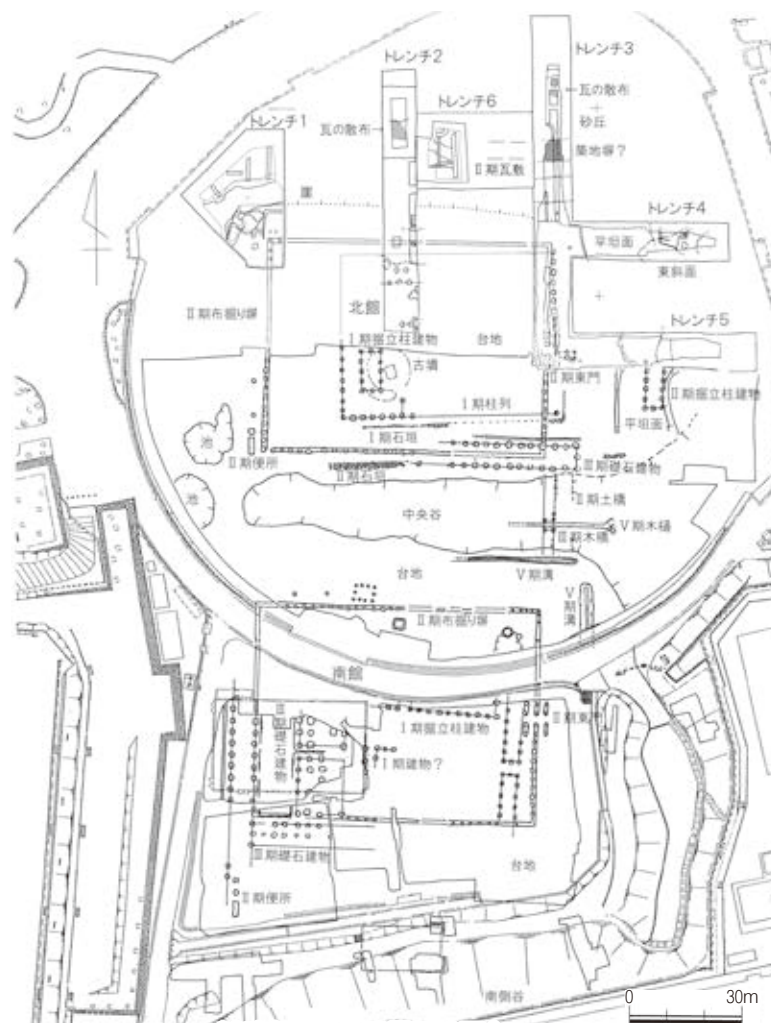 トレンチ3
トレンチ2
トレンチ6
瓦の散布
砂丘
トレンチ1
瓦の散布
築地塀?
Ⅱ期瓦敷
崖
トレンチ4
平坦面
東斜面
北館
Ⅱ期布掘り塀
トレンチ5
Ⅰ期掘立柱建物
台地
古墳
Ⅱ期東門
Ⅱ期掘立柱建物
Ⅰ期柱列
平坦面
Ⅰ期石垣
池
Ⅱ期便所
Ⅲ期礎石建物
Ⅱ期石垣
Ⅱ期土橋
池
中央谷
Ⅴ期木樋
Ⅲ期木橋
台地
Ⅴ期溝
Ⅴ期溝
Ⅱ期布掘り塀
南館
Ⅲ期礎石建物
Ⅰ期掘立柱建物
Ⅱ期東門
Ⅰ期建物?
Ⅲ期礎石建物
台地
Ⅱ期便所
南側谷
0 30m